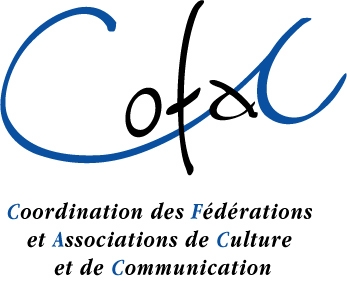 CofaC
Coordination des Fédérations
et Associations de Culture
et de Communication